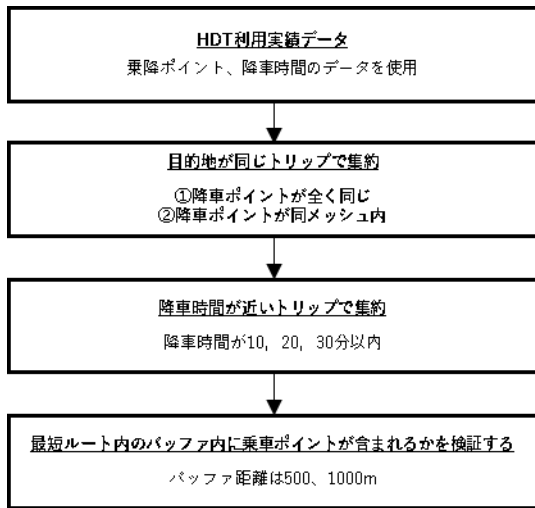 HDT利用実績データ
乗降ポイント、降車時間のデータを使用
目的地が同じトリップで集約
①降車ポイントが全く同じ
②降車ポイントが同メッシュ内
降車時間が近いトリップで集約
降車時間が10，20，30分以内
最短ルート内のバッファ内に乗車ポイントが含まれるかを検証する
バッファ距離は500、1000m